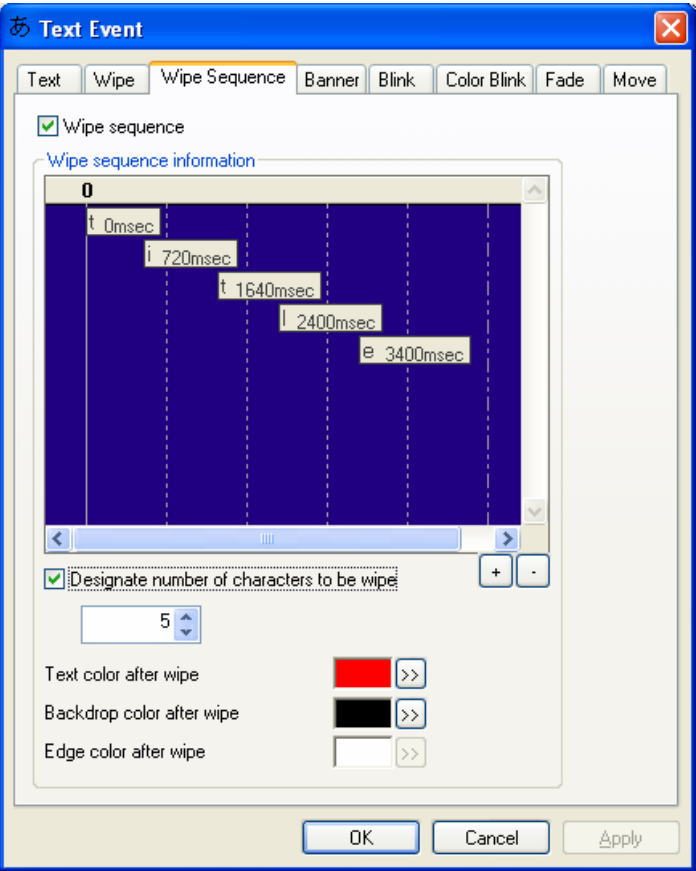 あ Text Event
Text Wipe Wipe Sequence Banner Blink Color Blink Fade Move
Wipe sequence
Wipe sequence information
0
t 0msec
i 720msec
t 1640msec
l 2400msec
e 3400msec
+ -
Designate number of characters to be wipe
5
Text color after wipe >>
Backdrop color after wipe >>
Edge color after wipe >>
OK Cancel Apply